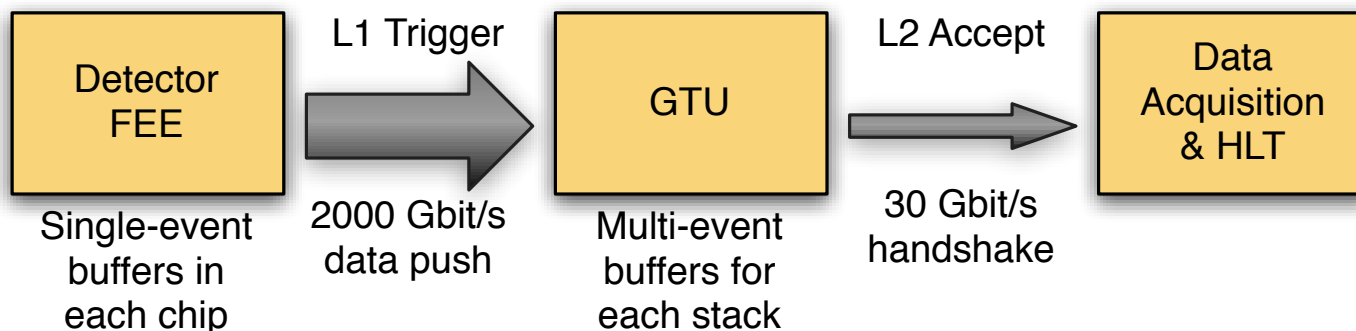 Detector
FEE
L1 Trigger
2000 Gbit/s
data push
GTU
L2 Accept
30 Gbit/s
handshake
Data
Acquisition
& HLT
Single-event
buffers in
each chip
Multi-event
buffers for
each stack